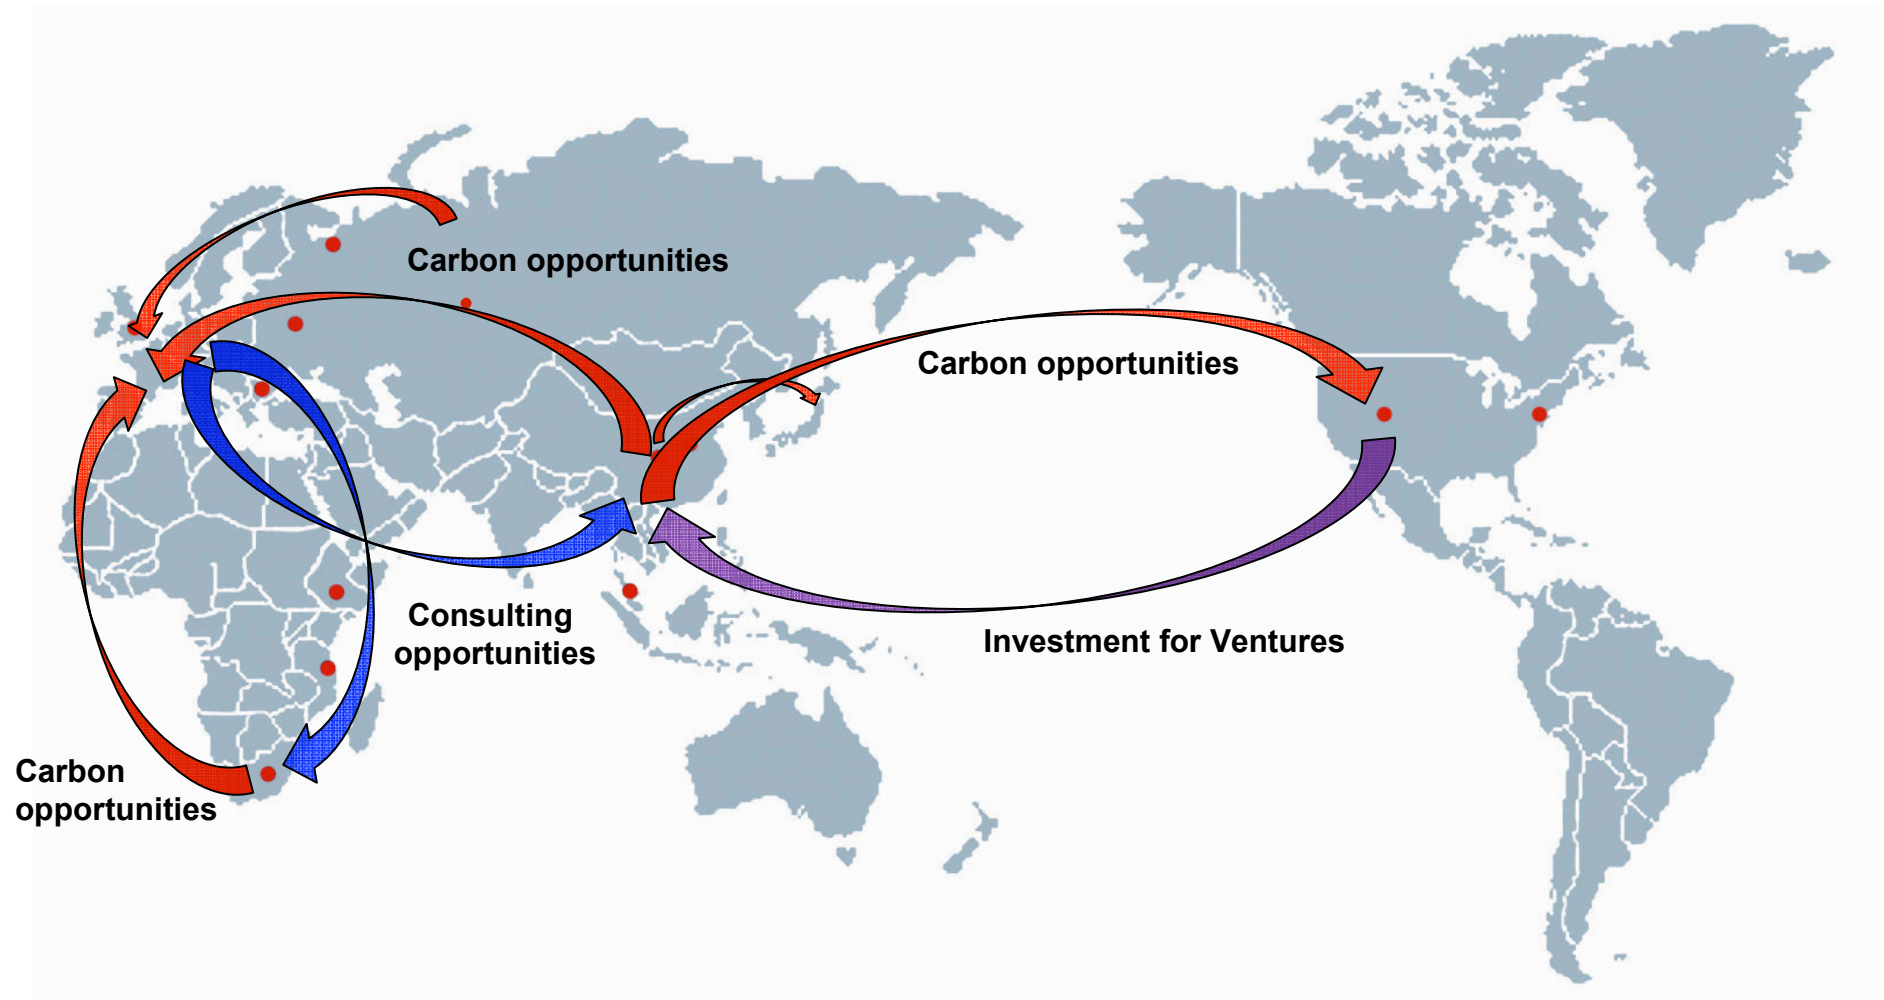 Carbon opportunities
Carbon opportunities
Consulting
opportunities
Investment for Ventures
Carbon
opportunities